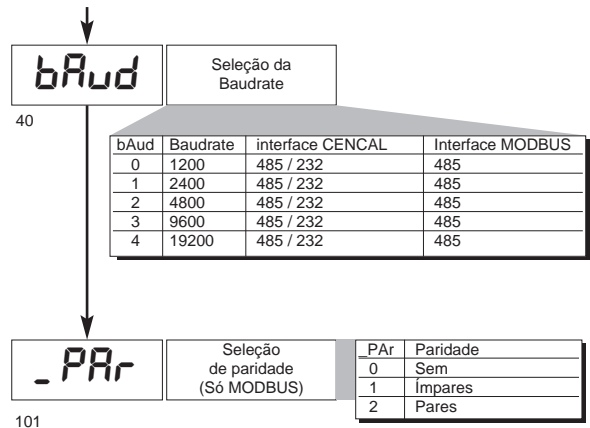 bAud
Seleção da
Baudrate
40
bAud Baudrate interface CENCAL Interface MODBUS
0 1200 485 / 232 485
1 2400 485 / 232 485
2 4800 485 / 232 485
3 9600 485 / 232 485
4 19200 485 / 232 485
_PAr
Seleção
de paridade
(Só MODBUS)
_PAr Paridade
0 Sem
1 Ímpares
2 Pares
101